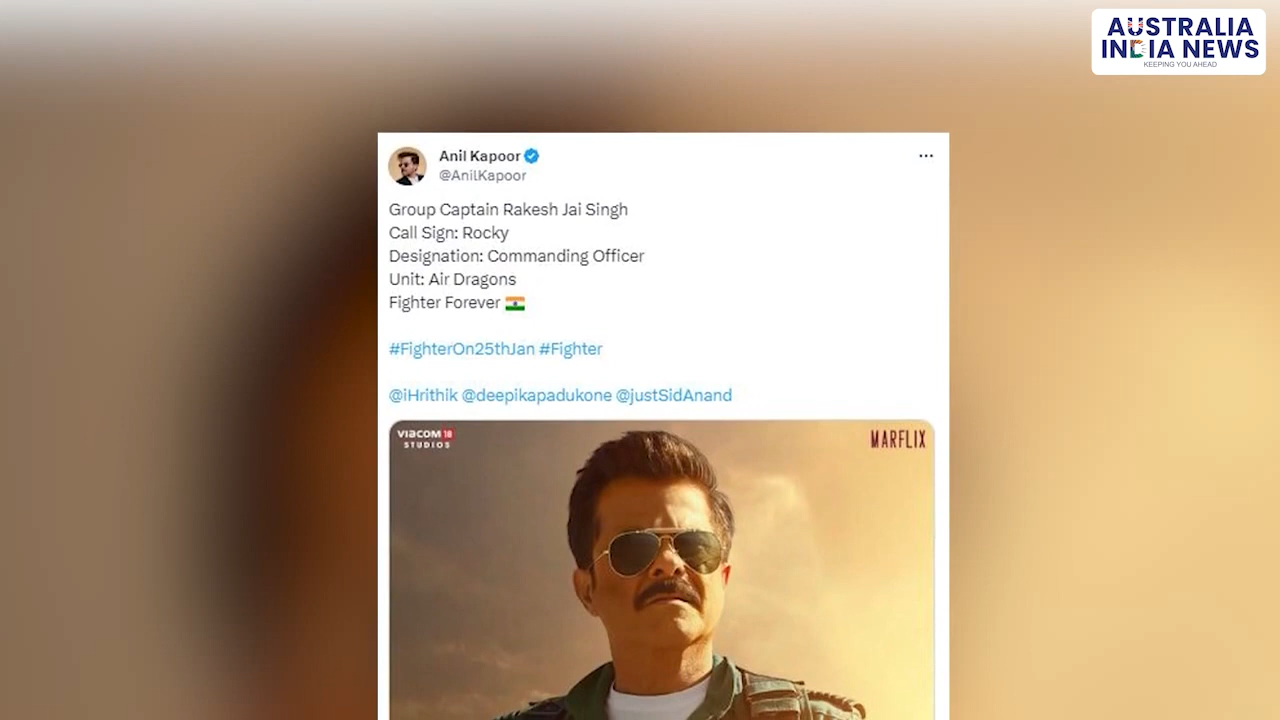 AUSTRALIA
INDIA NEWS
KEEPING YOU AHEAD
Anil Kapoor
@AnilKapoor
Group Captain Rakesh Jai Singh
Call Sign: Rocky
Designation: Commanding Officer
Unit: Air Dragons
Fighter Forever 🇮🇳
#FighterOn25thJan #Fighter
@iHrithik @deepikapadukone @justSidAnand
VIACOM 18
STUDIOS
MARFLIX